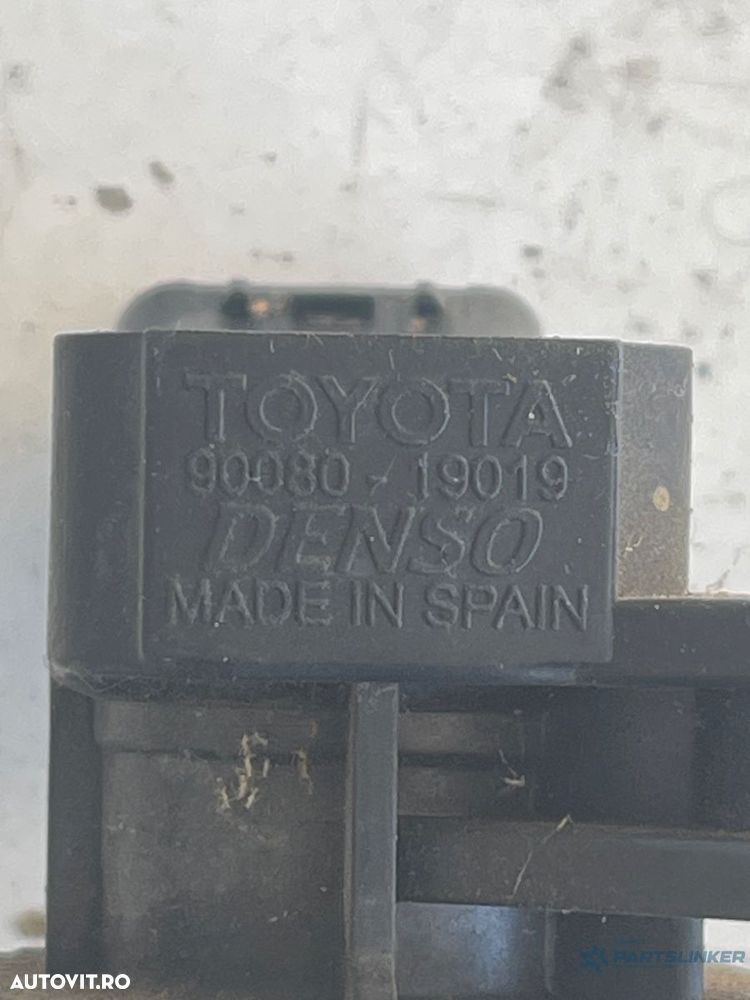 TOYOTA
90080-19019
DENSO
MADE IN SPAIN
AUTOVIT.RO
PARTSLINKER